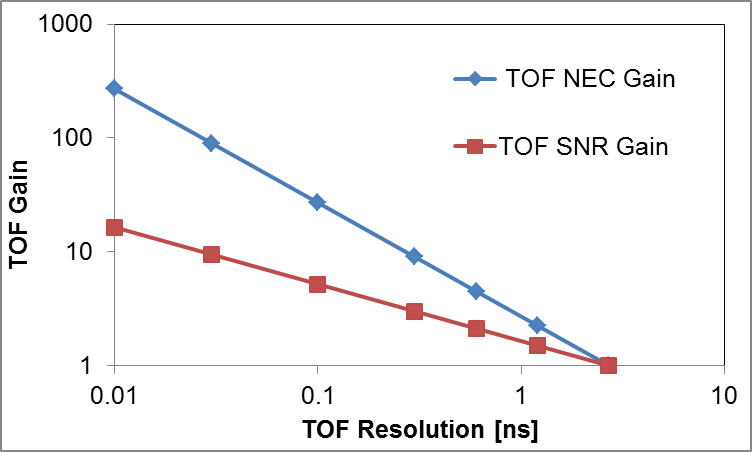 1000
100
10
1
TOF Gain
TOF NEC Gain
TOF SNR Gain
0.01
0.1
1
10
TOF Resolution [ns]